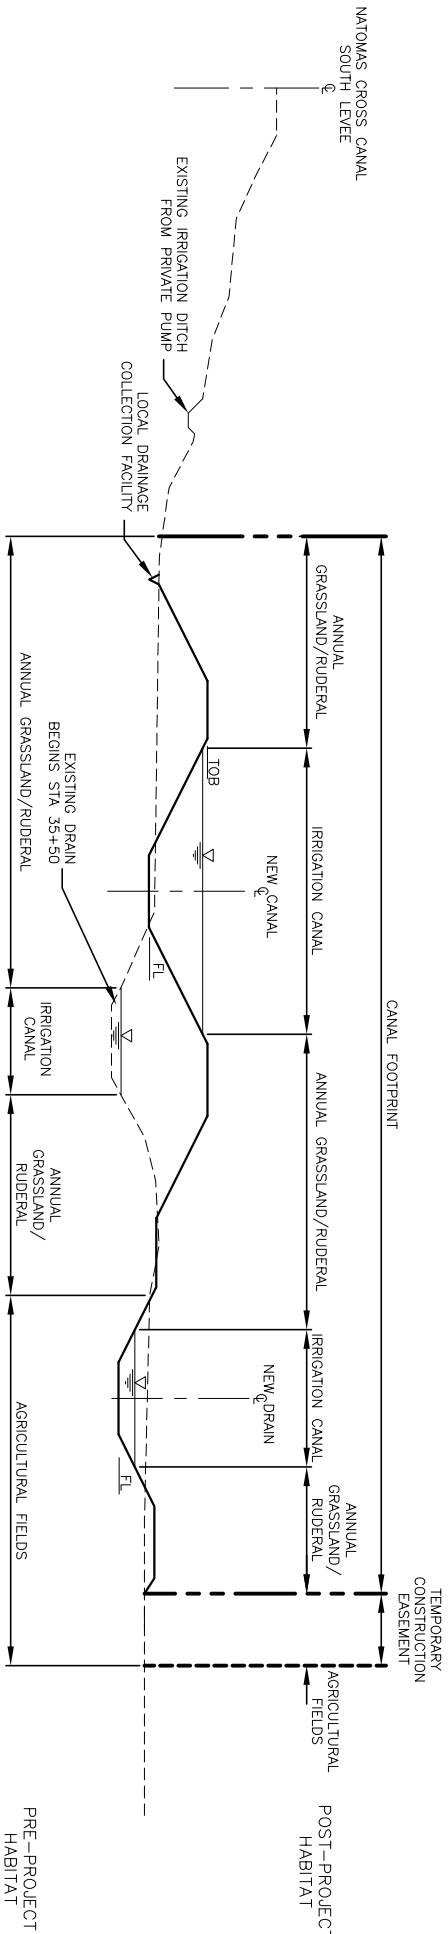 NATOMAS CROSS CANAL
SOUTH LEVEE
℄
EXISTING IRRIGATION DITCH
FROM PRIVATE PUMP
LOCAL DRAINAGE
COLLECTION FACILITY
CANAL FOOTPRINT
TEMPORARY
CONSTRUCTION
EASEMENT
ANNUAL
GRASSLAND/RUDERAL
IRRIGATION CANAL
ANNUAL GRASSLAND/RUDERAL
IRRIGATION CANAL
ANNUAL
GRASSLAND/
RUDERAL
AGRICULTURAL
FIELDS
POST-PROJEC
HABITAT
NEW CANAL
℄
TOB
FL
NEW DRAIN
℄
FL
EXISTING DRAIN
BEGINS STA 35+50
ANNUAL GRASSLAND/RUDERAL
IRRIGATION
CANAL
ANNUAL
GRASSLAND/
RUDERAL
AGRICULTURAL FIELDS
PRE-PROJECT
HABITAT